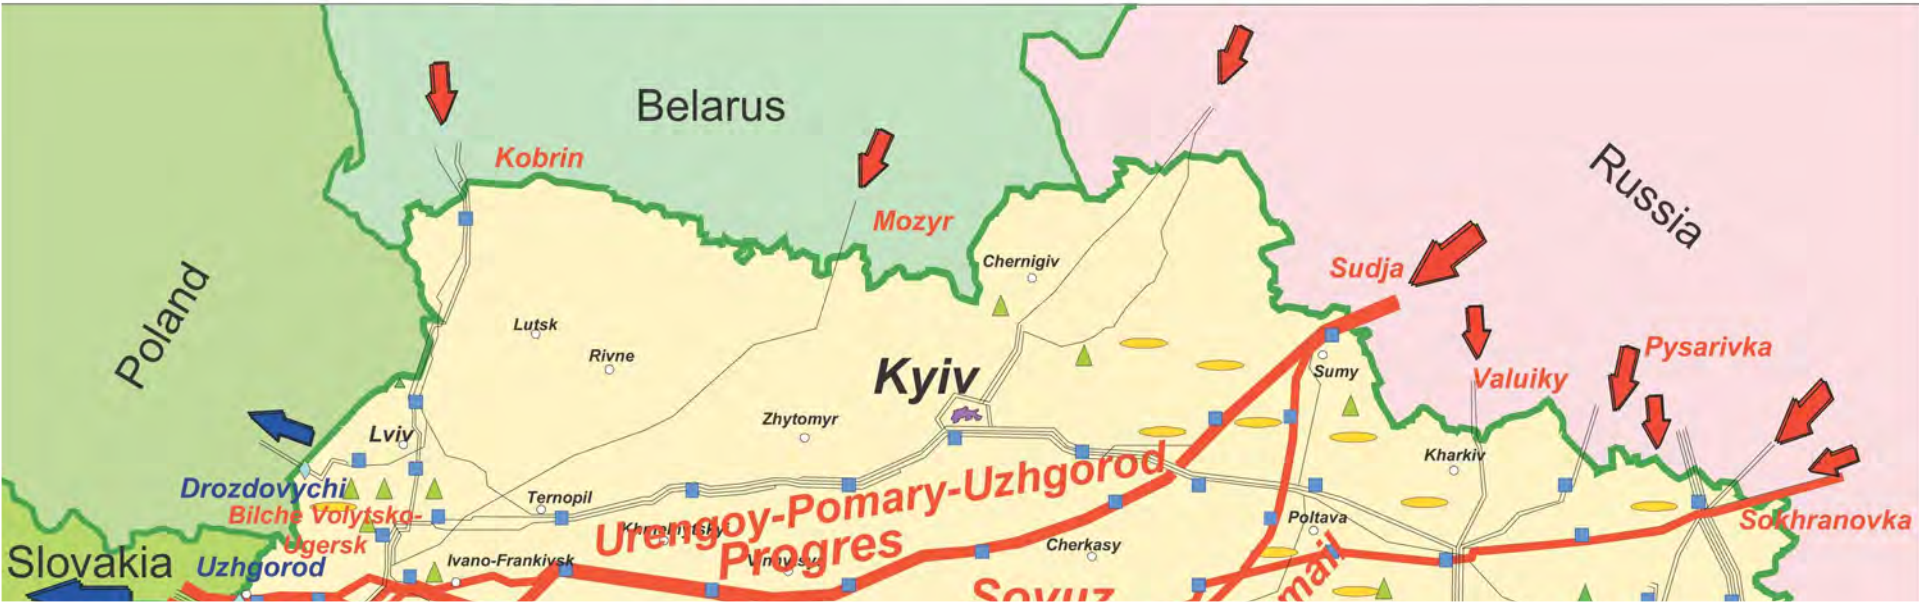 Belarus
Russia
Kobrin
Mozyr
Poland
Chernigiv
Sudja
Lutsk
Rivne
Kyiv
Sumy
Pysarivka
Valuiky
Zhytomyr
Lviv
Kharkiv
Drozdovychi
Bilche Volytsko-
Ugersk
Ternopil
Urengoy-Pomary-Uzhgorod
Progres
Poltava
Sokhranovka
Cherkasy
Slovakia
Uzhgorod
Ivano-Frankivsk
Soyuz